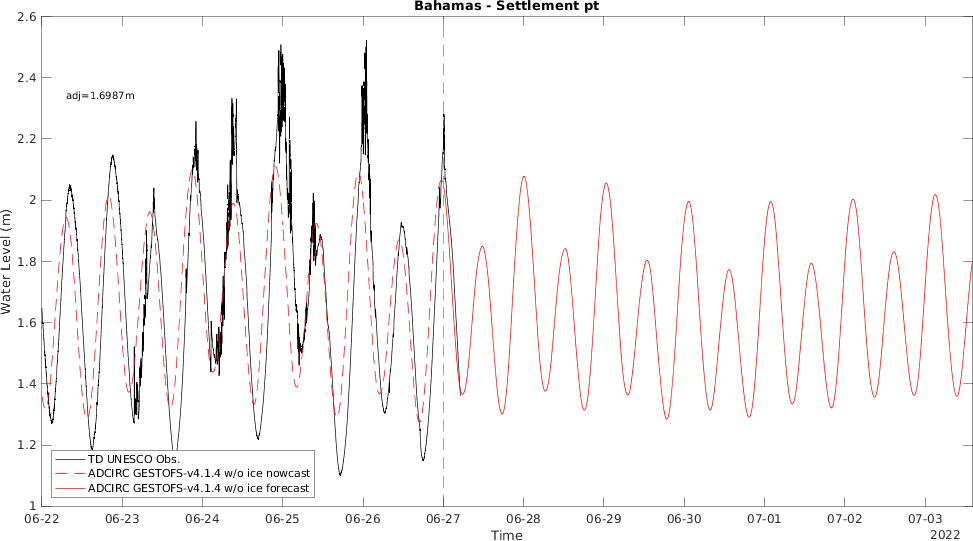 Bahamas - Settlement pt
2.6
2.4
adj=1.6987m
2.2
2
1.8
Water Level (m)
1.6
1.4
1.2
TD UNESCO Obs.
ADCIRC GESTOFS-v4.1.4 w/o ice nowcast
ADCIRC GESTOFS-v4.1.4 w/o ice forecast
1
06-22 06-23 06-24 06-25 06-26 06-27 06-28 06-29 06-30 07-01 07-02 07-03
Time
2022